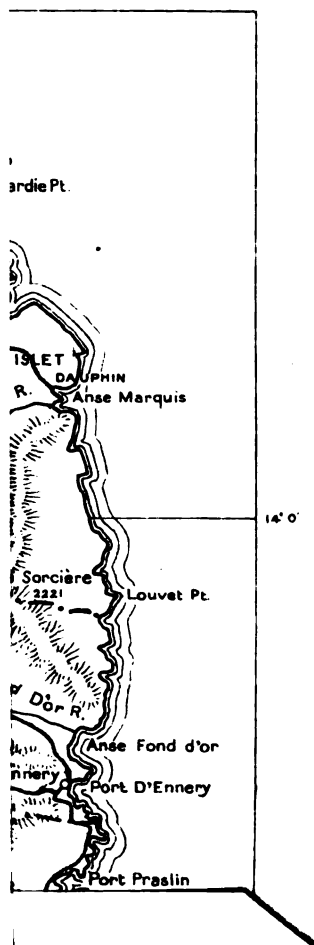 ardie Pt.
ISLET
DAUPHIN
R.
Anse Marquis
14° 0'
Sorcière
2221
Louvet Pt.
d D'or R.
Anse Fond d'or
nnery
Port D'Ennery
Port Praslin